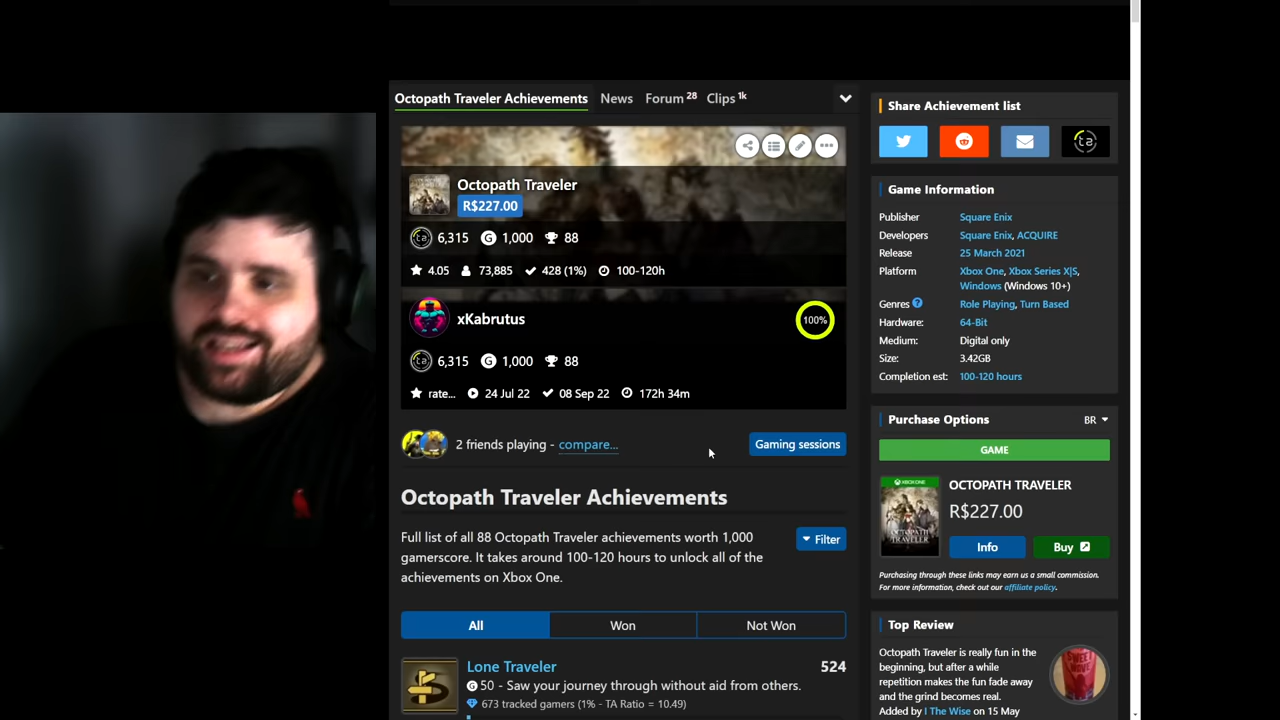 Octopath Traveler Achievements News Forum 28 Clips 1k
Octopath Traveler
R$227.00
ta 6,315 G 1,000 88
4.05 73,885 428 (1%) 100-120h
xKabrutus 100%
ta 6,315 G 1,000 88
rate... 24 Jul 22 08 Sep 22 172h 34m
2 friends playing - compare... Gaming sessions
Octopath Traveler Achievements
Full list of all 88 Octopath Traveler achievements worth 1,000
gamerscore. It takes around 100-120 hours to unlock all of the
achievements on Xbox One.
Filter
All Won Not Won
Lone Traveler 524
G 50 - Saw your journey through without aid from others.
673 tracked gamers (1% - TA Ratio = 10.49)
Share Achievement list
ta
Game Information
Publisher Square Enix
Developers Square Enix, ACQUIRE
Release 25 March 2021
Platform Xbox One, Xbox Series X|S,
Windows (Windows 10+)
Genres ? Role Playing, Turn Based
Hardware: 64-Bit
Medium: Digital only
Size: 3.42GB
Completion est: 100-120 hours
Purchase Options BR
GAME
XBOX ONE
OCTOPATH TRAVELER
OCTOPATH TRAVELER
R$227.00
Info Buy
Purchasing through these links may earn us a small commission.
For more information, check out our affiliate policy.
Top Review
Octopath Traveler is really fun in the
beginning, but after a while
repetition makes the fun fade away
and the grind becomes real.
Added by I The Wise on 15 May